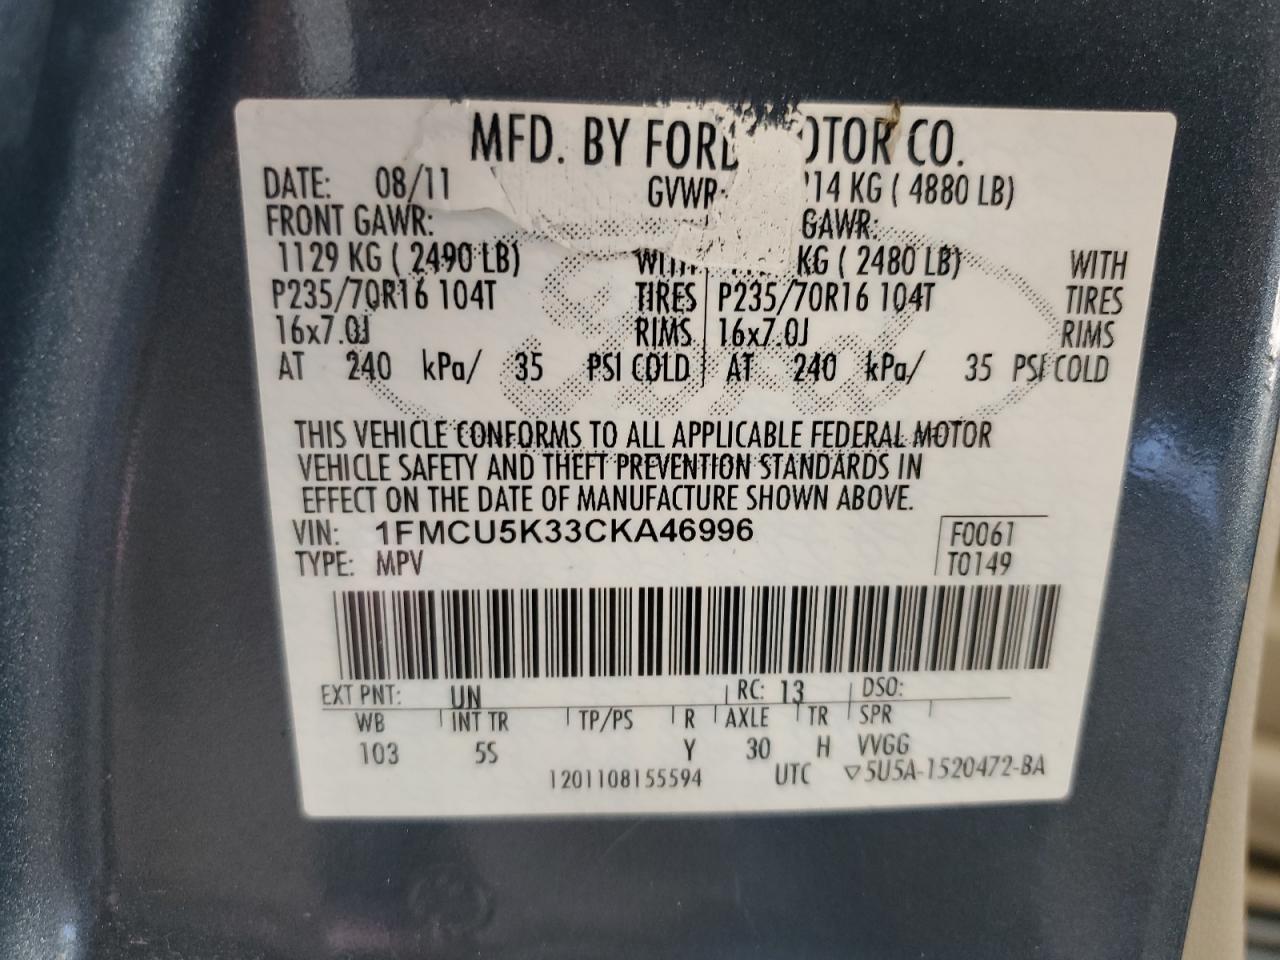 MFD. BY FORD MOTOR CO.
DATE: 08/11 GVWR: 14 KG ( 4880 LB)
FRONT GAWR: GAWR:
1129 KG ( 2490 LB) WITH KG ( 2480 LB) WITH
P235/70R16 104T TIRES P235/70R16 104T TIRES
16x7.0J RIMS 16x7.0J RIMS
AT 240 kPa/ 35 PSI COLD AT 240 kPa/ 35 PSI COLD
THIS VEHICLE CONFORMS TO ALL APPLICABLE FEDERAL MOTOR
VEHICLE SAFETY AND THEFT PREVENTION STANDARDS IN
EFFECT ON THE DATE OF MANUFACTURE SHOWN ABOVE.
VIN: 1FMCU5K33CKA46996 F0061
TYPE: MPV T0149
EXT PNT: UN RC: 13 DSO:
WB INT TR TP/PS R AXLE TR SPR
103 5S Y 30 H VVGG
1201108155594 UTC ▽5U5A-1520472-BA